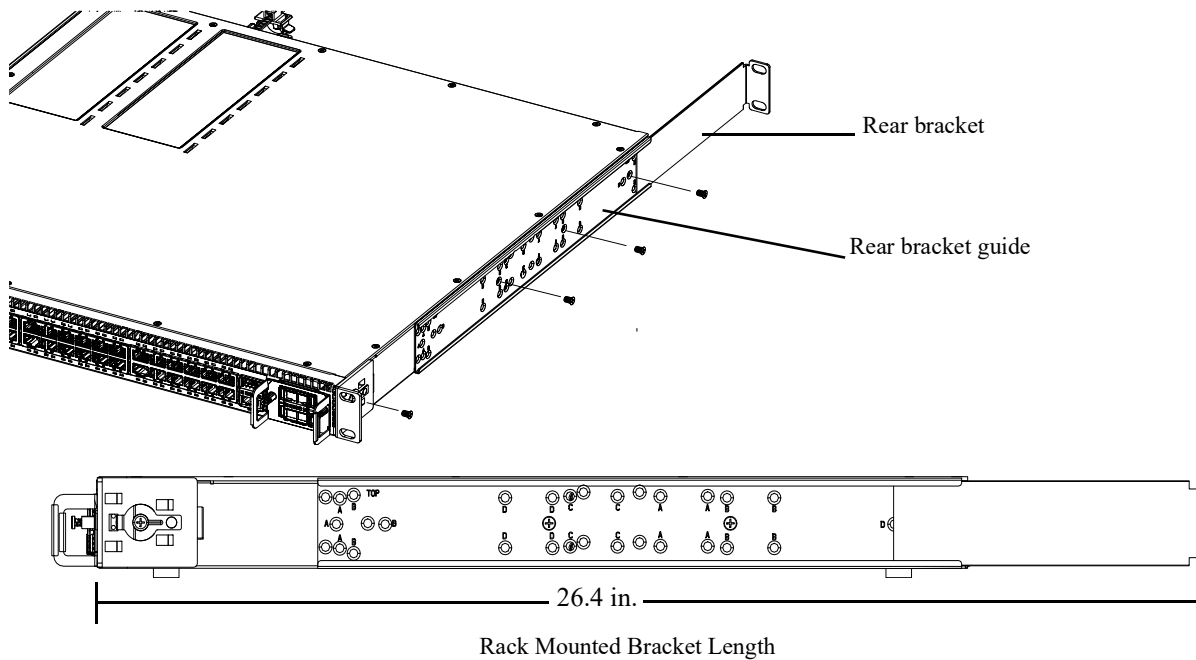 Rear bracket
Rear bracket guide
TOP
A B D D C C A A B B
A B D
A B D D C C A A B B
26.4 in.
Rack Mounted Bracket Length